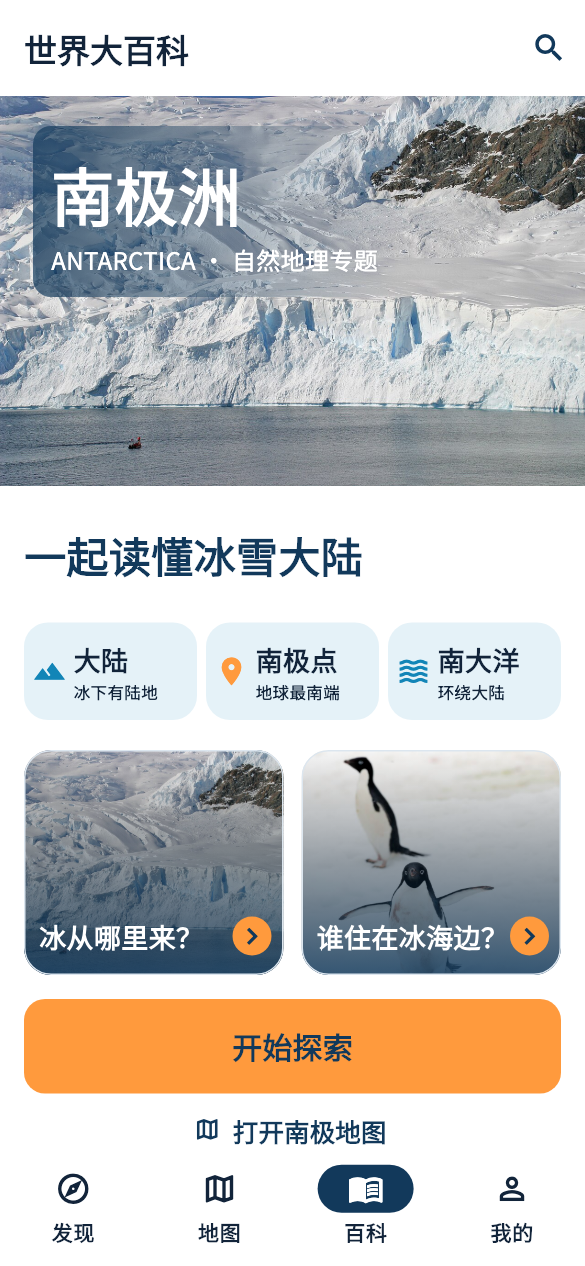 世界大百科
南极洲
ANTARCTICA · 自然地理专题
一起读懂冰雪大陆
大陆
冰下有陆地
南极点
地球最南端
南大洋
环绕大陆
冰从哪里来？
谁住在冰海边？
开始探索
打开南极地图
发现
地图
百科
我的